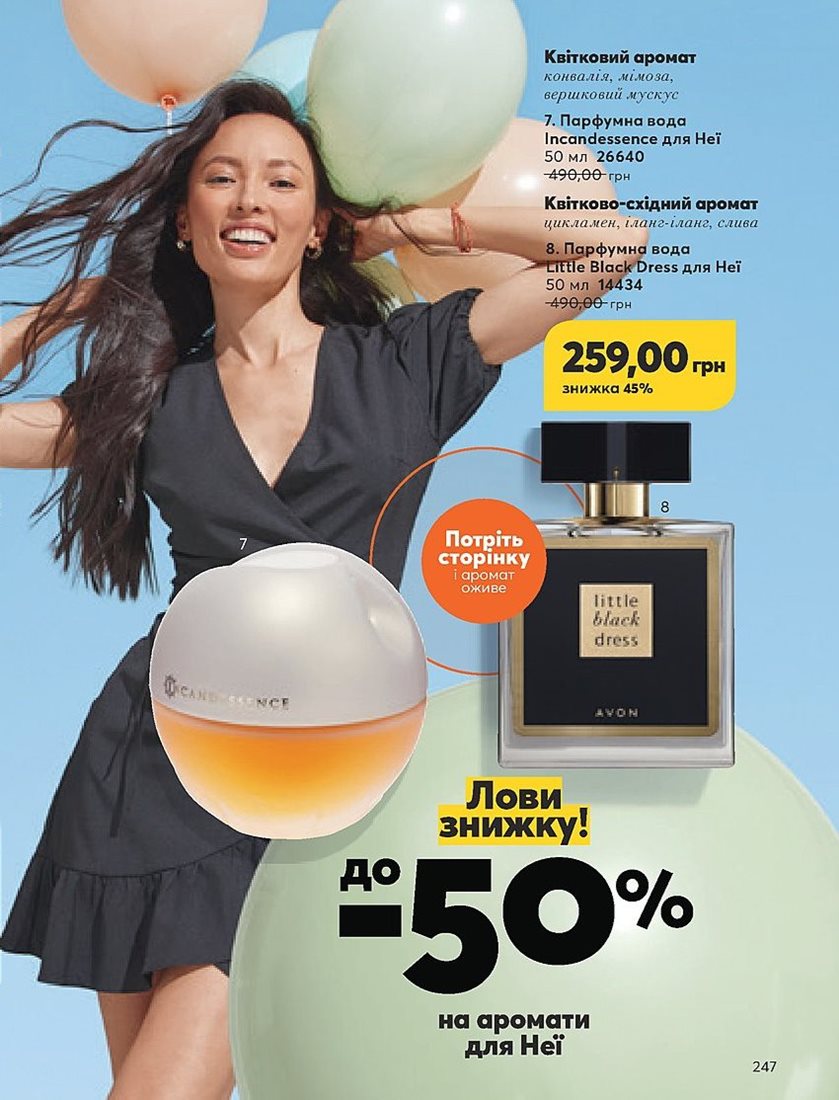 Квітковий аромат
конвалія, мімоза,
вершковий мускус
7. Парфумна вода
Incandessence для Неї
50 мл 26640
490,00 грн
Квітково-східний аромат
цикламен, іланг-іланг, слива
8. Парфумна вода
Little Black Dress для Неї
50 мл 14434
490,00 грн
259,00 грн
знижка 45%
8
Потріть
сторінку
і аромат
оживе
7
little
black
dress
AVON
INCANDESSENCE
Лови
знижку!
до
-50%
на аромати
для Неї
247